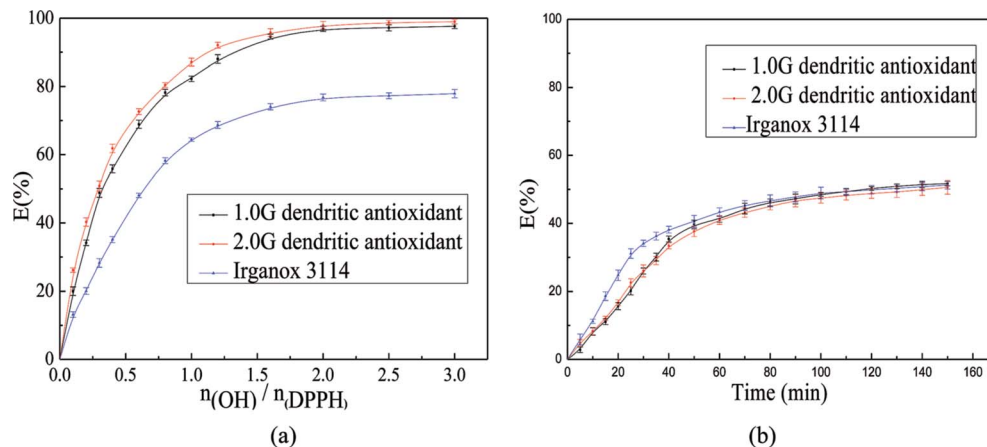 100
80
60
40
20
0
E(%)
1.0G dendritic antioxidant
2.0G dendritic antioxidant
Irganox 3114
0.0 0.5 1.0 1.5 2.0 2.5 3.0
n(OH) / n(DPPH)
(a)
100
80
60
40
20
0
E(%)
1.0G dendritic antioxidant
2.0G dendritic antioxidant
Irganox 3114
0 20 40 60 80 100 120 140 160
Time (min)
(b)